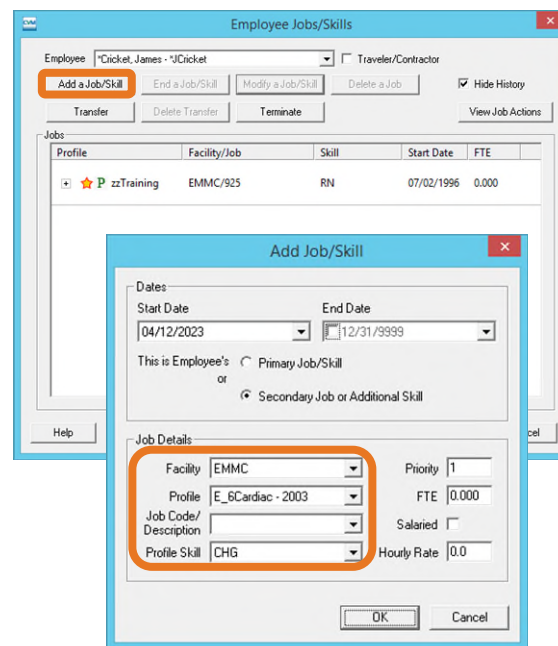 Employee Jobs/Skills
Employee *Cricket, James - *JCricket Traveler/Contractor
Add a Job/Skill End a Job/Skill Modify a Job/Skill Delete a Job Hide History
Transfer Delete Transfer Terminate View Job Actions
Jobs
Profile Facility/Job Skill Start Date FTE
P zzTraining EMMC/925 RN 07/02/1996 0.000
Add Job/Skill
Dates
Start Date End Date
04/12/2023 12/31/9999
This is Employee's Primary Job/Skill
or
Secondary Job or Additional Skill
Help cel
Job Details
Facility EMMC Priority 1
Profile E_6Cardiac - 2003 FTE 0.000
Job Code/
Description Salaried
Profile Skill CHG Hourly Rate 0.0
OK Cancel